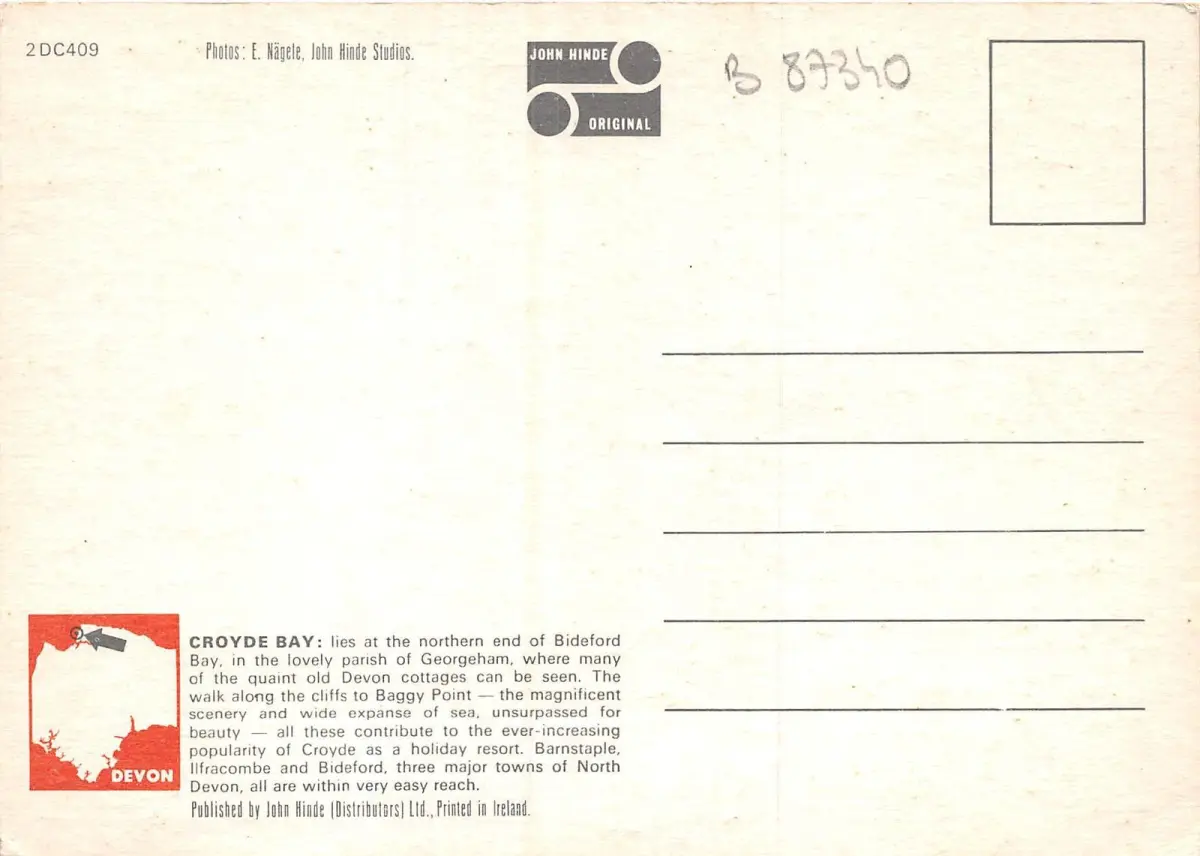 2DC409
Photos: E. Nägele, John Hinde Studios.
JOHN HINDE
ORIGINAL
B 87340
CROYDE BAY: lies at the northern end of Bideford
Bay, in the lovely parish of Georgeham, where many
of the quaint old Devon cottages can be seen. The
walk along the cliffs to Baggy Point — the magnificent
scenery and wide expanse of sea, unsurpassed for
beauty — all these contribute to the ever-increasing
popularity of Croyde as a holiday resort. Barnstaple,
Ilfracombe and Bideford, three major towns of North
Devon, all are within very easy reach.
Published by John Hinde (Distributors) Ltd., Printed in Ireland.
DEVON